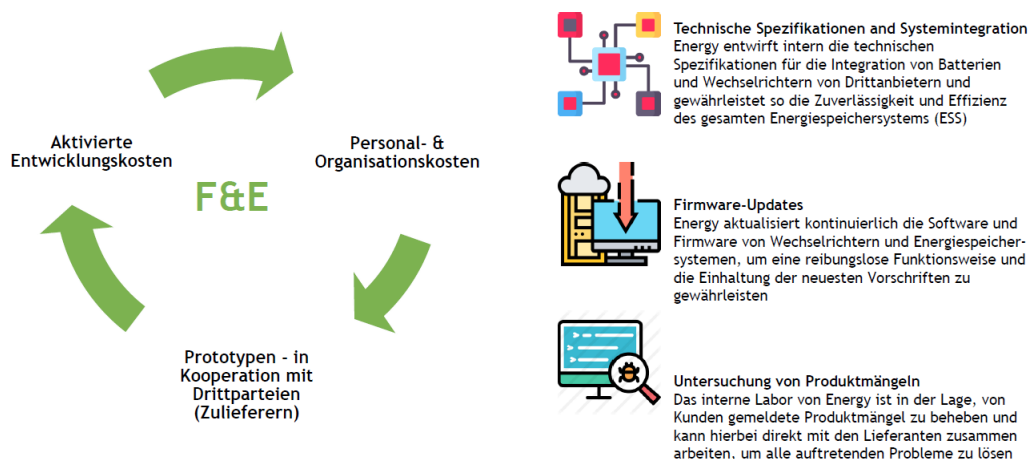 Aktivierte
Entwicklungskosten
F&E
Personal- &
Organisationskosten
Prototypen - in
Kooperation mit
Drittparteien
(Zulieferern)
Technische Spezifikationen and Systemintegration
Energy entwirft intern die technischen
Spezifikationen für die Integration von Batterien
und Wechselrichtern von Drittanbietern und
gewährleistet so die Zuverlässigkeit und Effizienz
des gesamten Energiespeichersystems (ESS)
Firmware-Updates
Energy aktualisiert kontinuierlich die Software und
Firmware von Wechselrichtern und Energiespeicher-
systemen, um eine reibungslose Funktionsweise und
die Einhaltung der neuesten Vorschriften zu
gewährleisten
Untersuchung von Produktmängeln
Das interne Labor von Energy ist in der Lage, von
Kunden gemeldete Produktmängel zu beheben und
kann hierbei direkt mit den Lieferanten zusammen
arbeiten, um alle auftretenden Probleme zu lösen